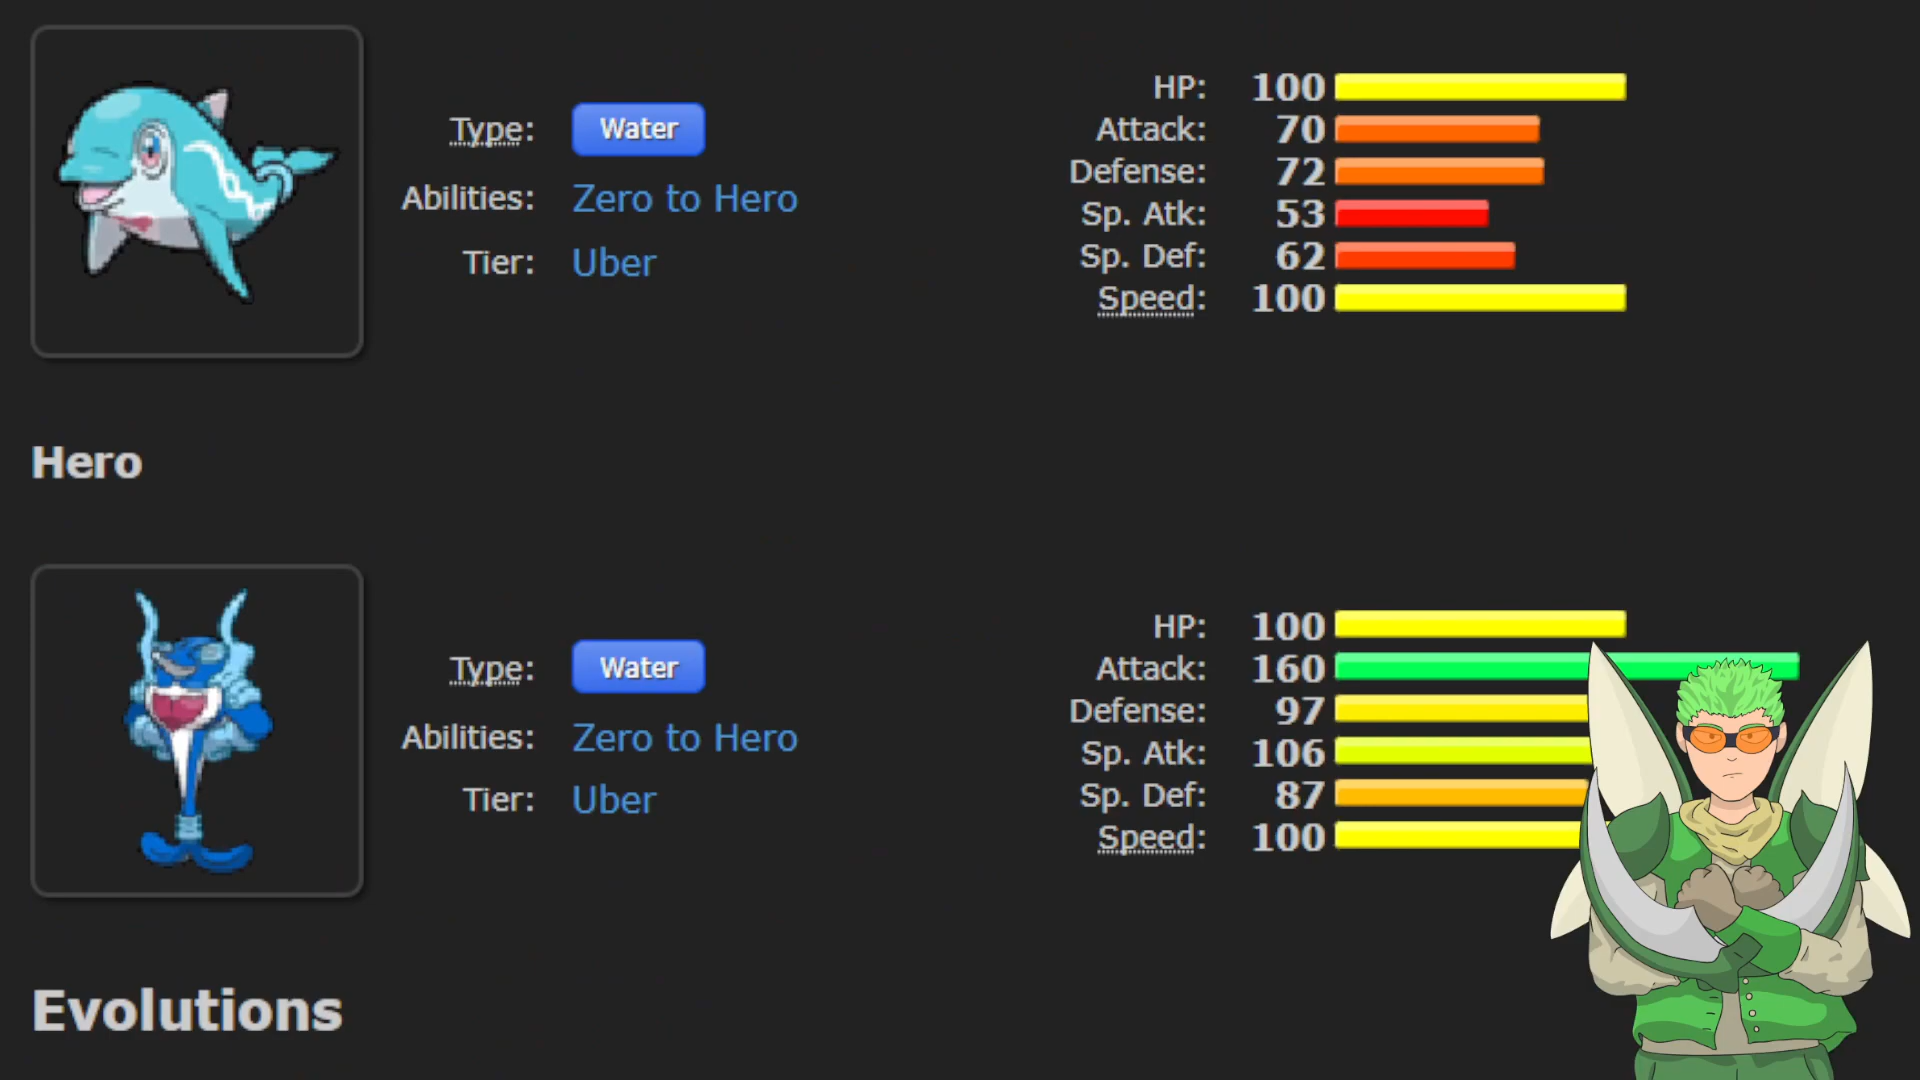 HP: 100
Attack: 70
Type: Water
Defense: 72
Abilities: Zero to Hero
Sp. Atk: 53
Sp. Def: 62
Tier: Uber
Speed: 100
Hero
HP: 100
Attack: 160
Type: Water
Defense: 97
Abilities: Zero to Hero
Sp. Atk: 106
Sp. Def: 87
Tier: Uber
Speed: 100
Evolutions